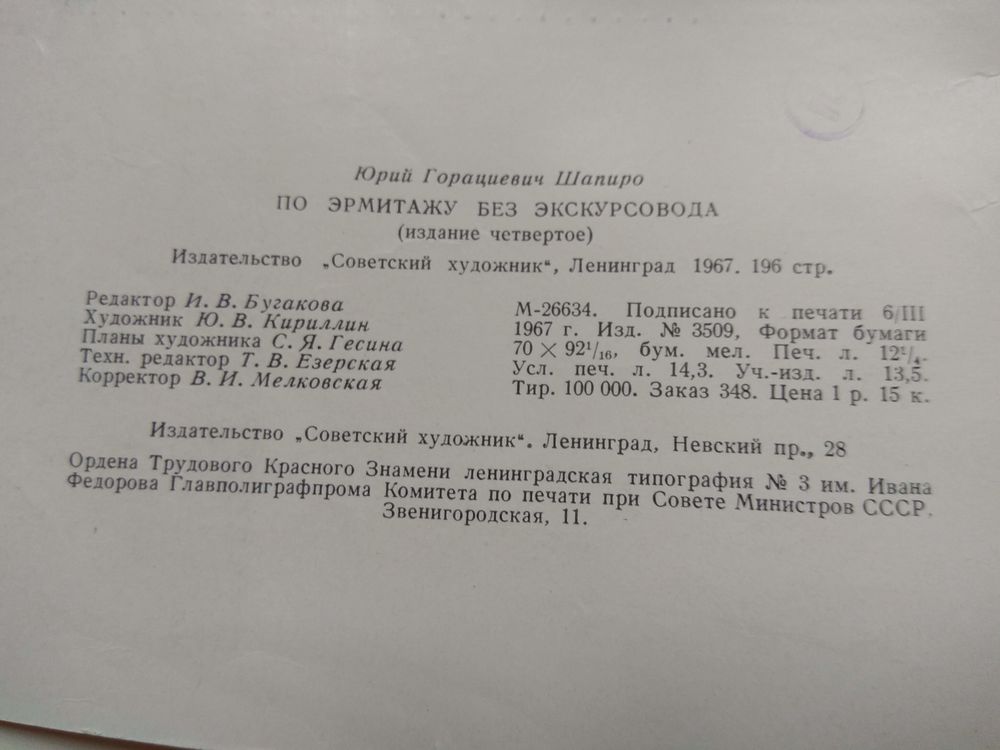 Юрий Горациевич Шапиро
ПО ЭРМИТАЖУ БЕЗ ЭКСКУРСОВОДА
(издание четвертое)
Издательство „Советский художник“, Ленинград 1967. 196 стр.
Редактор И. В. Бугакова
Художник Ю. В. Кириллин
Планы художника С. Я. Гесина
Техн. редактор Т. В. Езерская
Корректор В. И. Мелковская
М-26634. Подписано к печати 6/III
1967 г. Изд. № 3509, Формат бумаги
70 × 92¹/₁₆, бум. мел. Печ. л. 12¹/₄.
Усл. печ. л. 14,3. Уч.-изд. л. 13,5.
Тир. 100 000. Заказ 348. Цена 1 р. 15 к.
Издательство „Советский художник“. Ленинград, Невский пр., 28
Ордена Трудового Красного Знамени ленинградская типография № 3 им. Ивана
Федорова Главполиграфпрома Комитета по печати при Совете Министров СССР.
Звенигородская, 11.